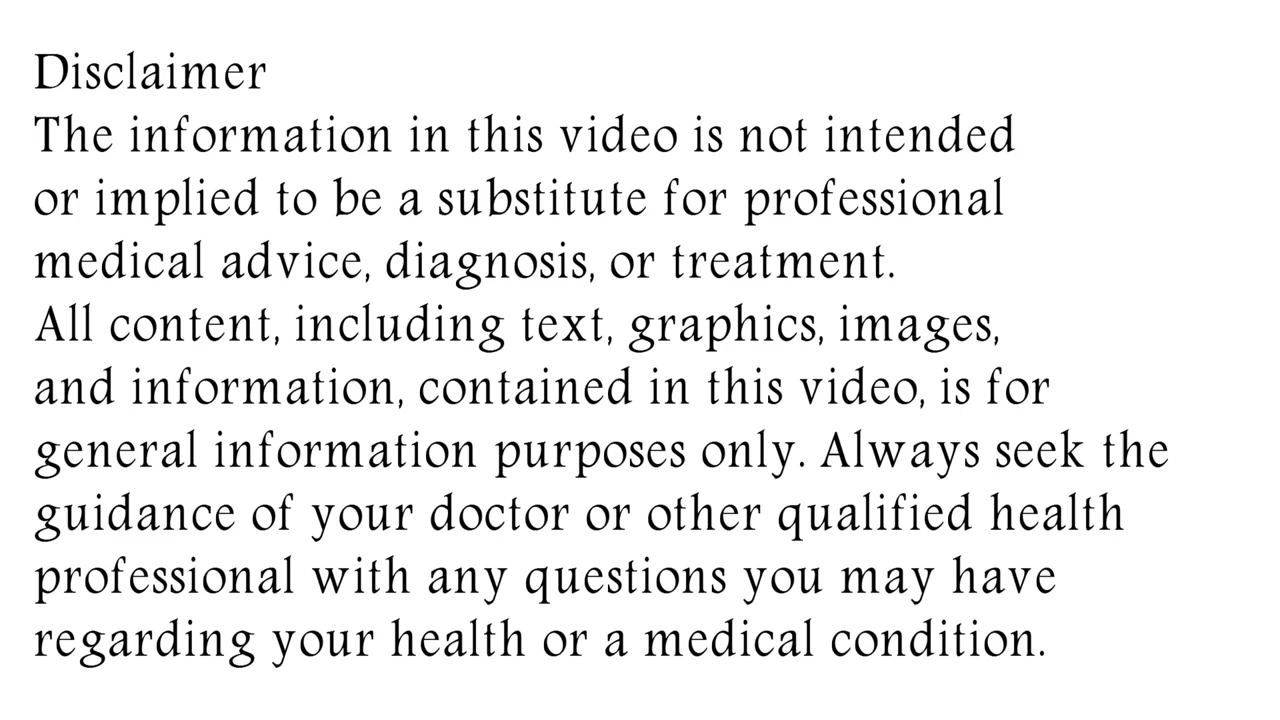 Disclaimer
The information in this video is not intended
or implied to be a substitute for professional
medical advice, diagnosis, or treatment.
All content, including text, graphics, images,
and information, contained in this video, is for
general information purposes only. Always seek the
guidance of your doctor or other qualified health
professional with any questions you may have
regarding your health or a medical condition.